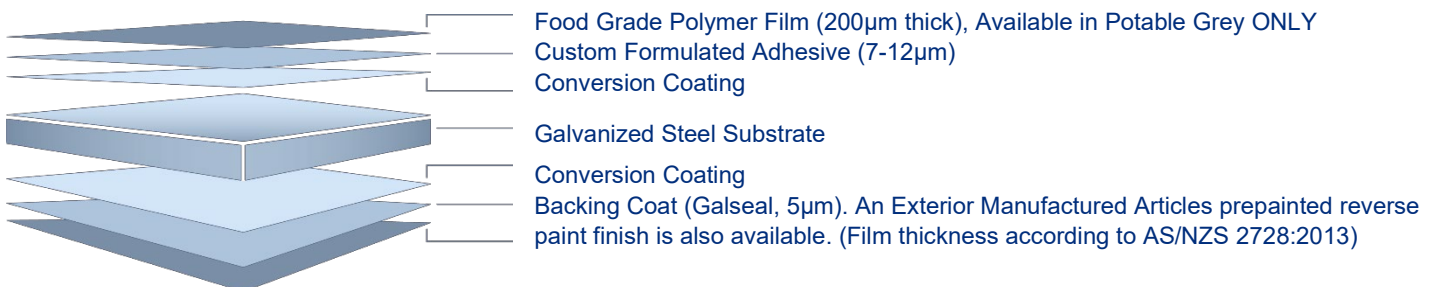 Food Grade Polymer Film (200µm thick), Available in Potable Grey ONLY
Custom Formulated Adhesive (7-12µm)
Conversion Coating
Galvanized Steel Substrate
Conversion Coating
Backing Coat (Galseal, 5µm). An Exterior Manufactured Articles prepainted reverse
paint finish is also available. (Film thickness according to AS/NZS 2728:2013)